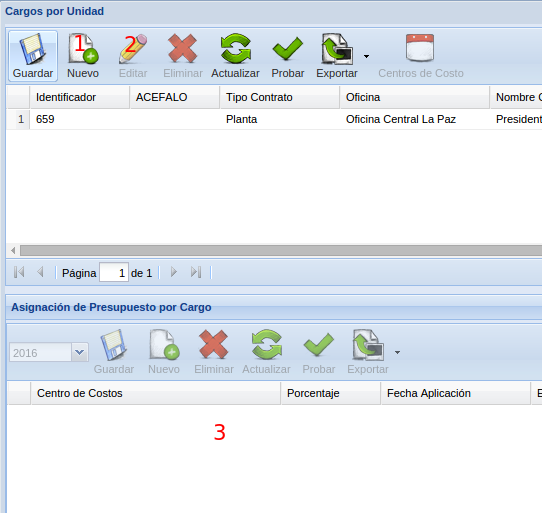 Cargos por Unidad
1 2
Guardar Nuevo Editar Eliminar Actualizar Probar Exportar Centros de Costo
Identificador ACEFALO Tipo Contrato Oficina Nombre C
1 659 Planta Oficina Central La Paz President
Página 1 de 1
Asignación de Presupuesto por Cargo
2016 Guardar Nuevo Eliminar Actualizar Probar Exportar
Centro de Costos Porcentaje Fecha Aplicación E
3